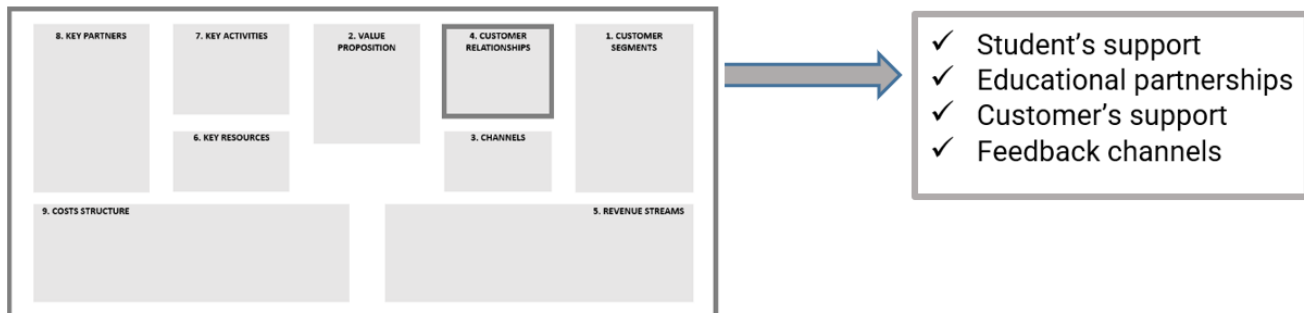 8. KEY PARTNERS
7. KEY ACTIVITIES
2. VALUE
PROPOSITION
4. CUSTOMER
RELATIONSHIPS
1. CUSTOMER
SEGMENTS
6. KEY RESOURCES
3. CHANNELS
9. COSTS STRUCTURE
5. REVENUE STREAMS
✓ Student’s support
✓ Educational partnerships
✓ Customer’s support
✓ Feedback channels